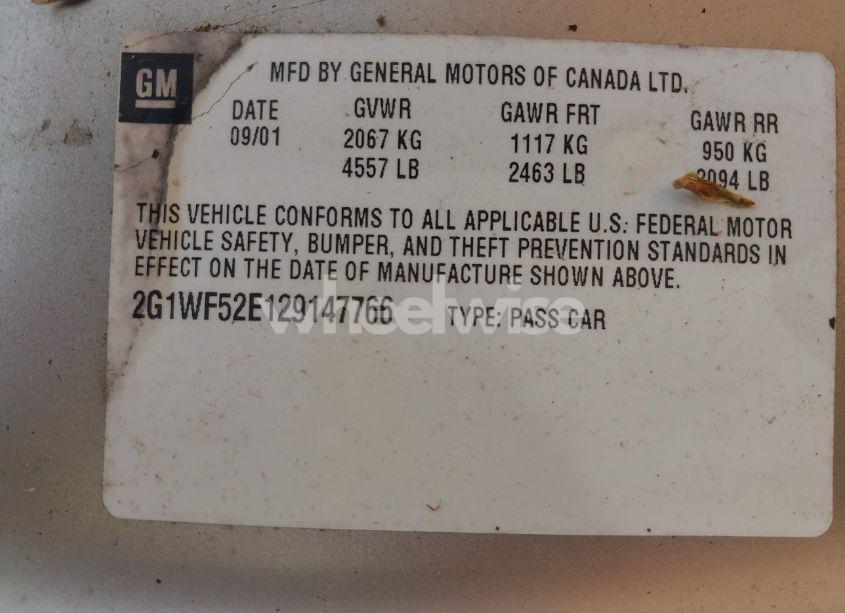 GM
MFD BY GENERAL MOTORS OF CANADA LTD.
DATE GVWR GAWR FRT GAWR RR
09/01 2067 KG 1117 KG 950 KG
4557 LB 2463 LB 2094 LB
THIS VEHICLE CONFORMS TO ALL APPLICABLE U.S. FEDERAL MOTOR
VEHICLE SAFETY, BUMPER, AND THEFT PREVENTION STANDARDS IN
EFFECT ON THE DATE OF MANUFACTURE SHOWN ABOVE.
2G1WF52E129147766 TYPE: PASS CAR
wheelwise